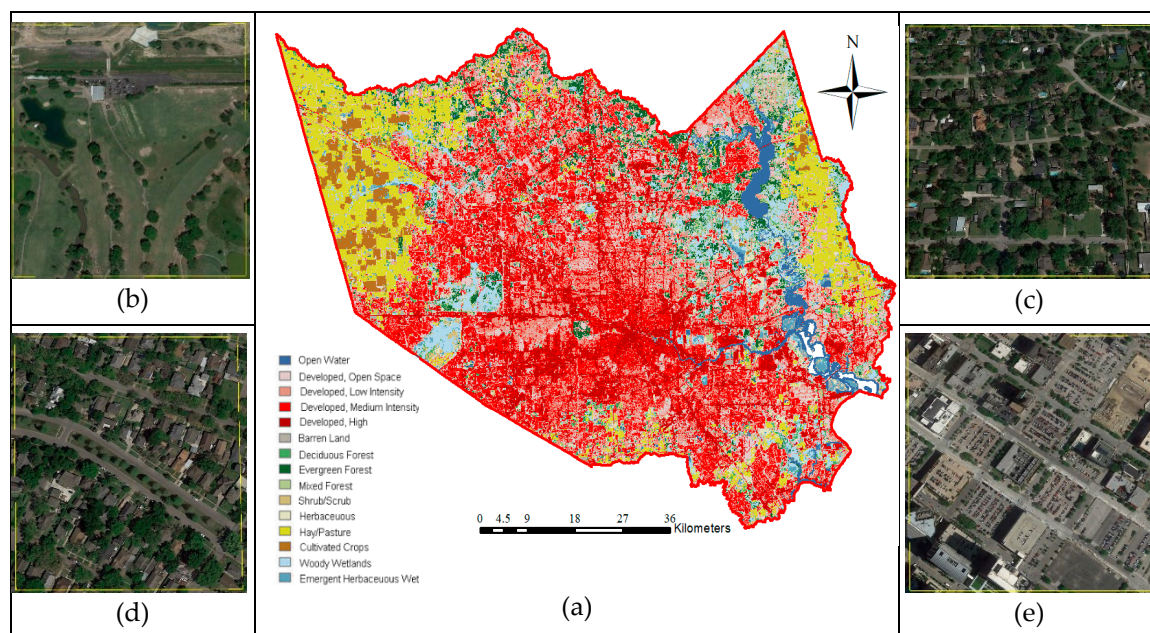 N
(b)
(c)
Open Water
Developed, Open Space
Developed, Low Intensity
Developed, Medium Intensity
Developed, High
Barren Land
Deciduous Forest
Evergreen Forest
Mixed Forest
Shrub/Scrub
Herbaceuous
Hay/Pasture
Cultivated Crops
Woody Wetlands
Emergent Herbaceuous Wet
0 4.5 9 18 27 36
Kilometers
(d)
(a)
(e)